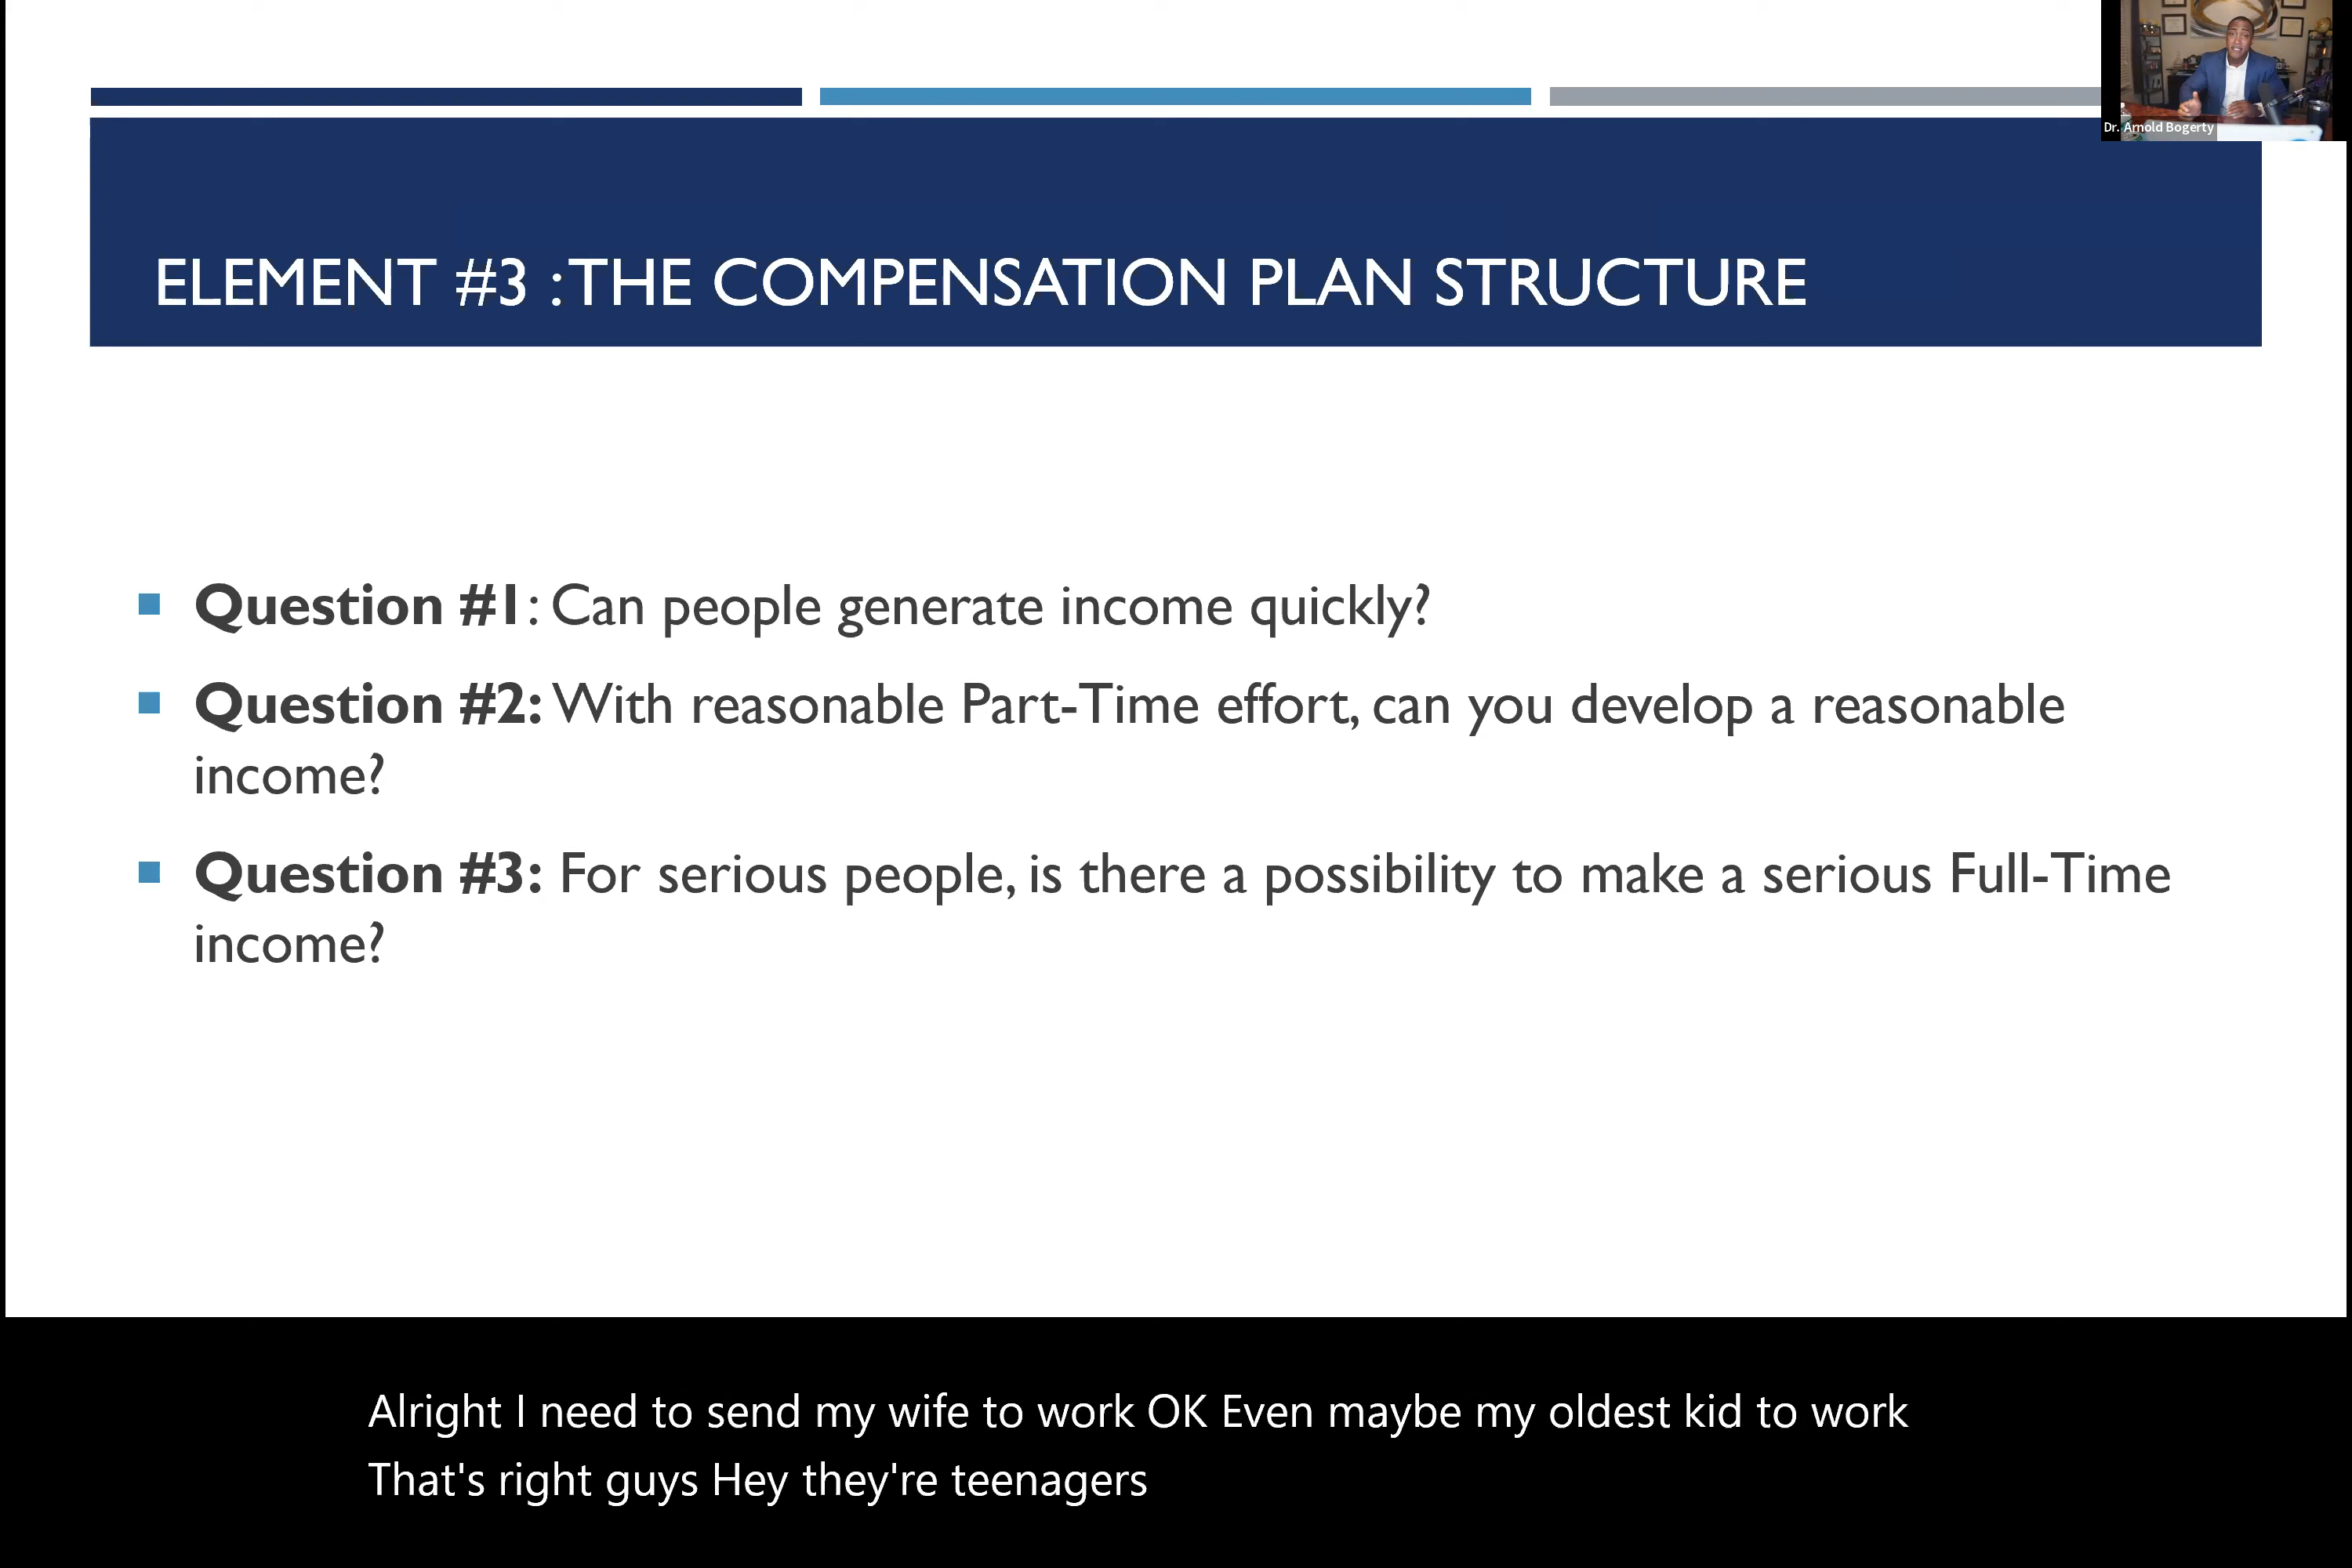 Dr. Arnold Bogerty
ELEMENT #3 : THE COMPENSATION PLAN STRUCTURE
Question #1: Can people generate income quickly?
Question #2: With reasonable Part-Time effort, can you develop a reasonable
income?
Question #3: For serious people, is there a possibility to make a serious Full-Time
income?
Alright I need to send my wife to work OK Even maybe my oldest kid to work
That's right guys Hey they're teenagers